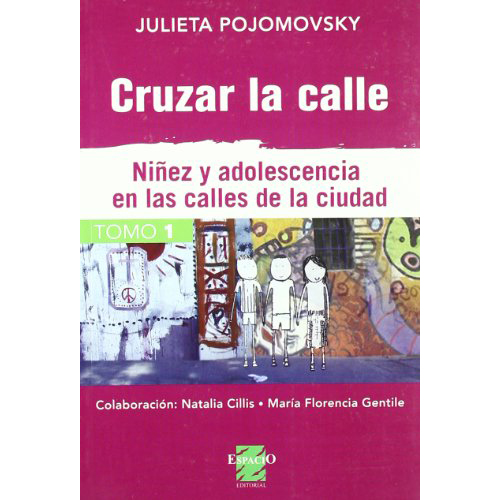 JULIETA POJOMOVSKY
Cruzar la calle
Niñez y adolescencia
en las calles de la ciudad
TOMO 1
Colaboración: Natalia Cillis • María Florencia Gentile
ESPACIO
EDITORIAL